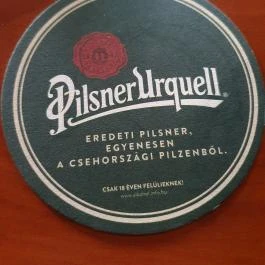 Pilsner Urquell
EREDETI PILSNER,
EGYENESEN
A CSEHORSZÁGI PILZENBŐL.
CSAK 18 ÉVEN FELÜLIEKNEK!